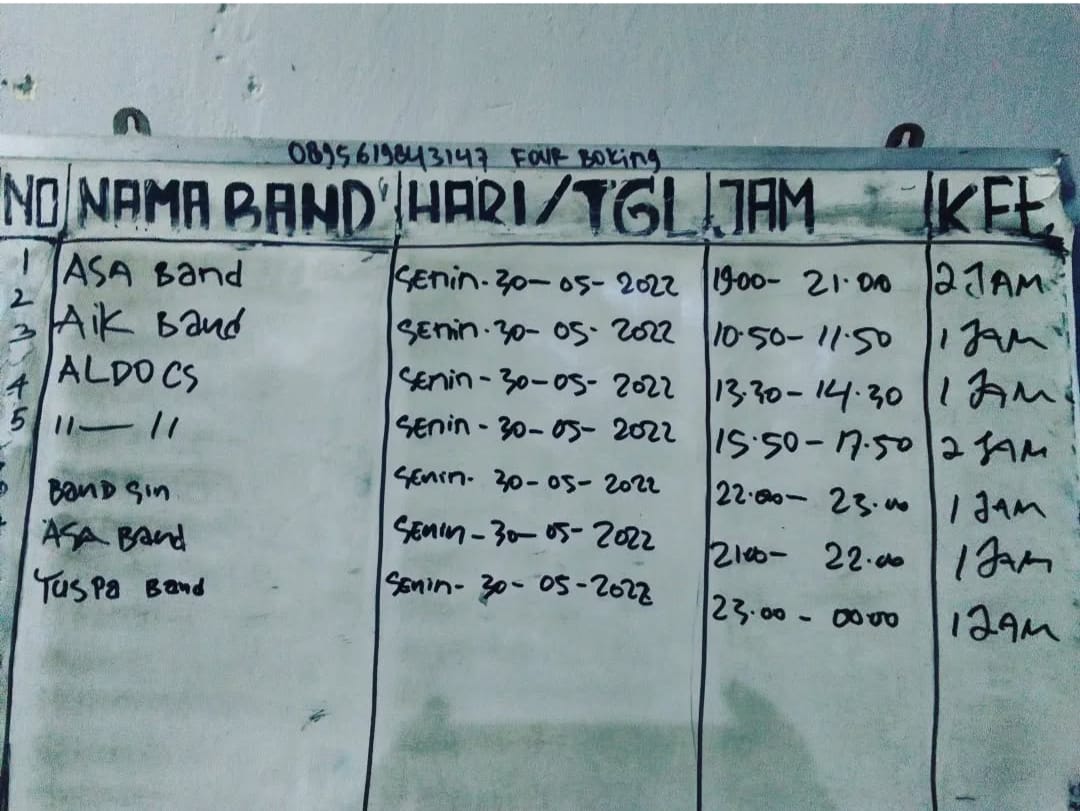 0895619843147 FOUR BOKING
NO NAMA BAND HARI/TGL JAM KET
1 ASA Band SEnin.30-05-2022 19.00-21.00 2 JAM
2 AiK Band SEnin.30-05-2022 10.50-11.50 1 JAM
3 ALDO CS SEnin-30-05-2022 13.30-14.30 1 JAM
4 "—" SEnin-30-05-2022 15.50-17.50 2 JAM
5 Band Gin SEnin. 30-05-2022 22.00-23.00 1 JAM
ASA Band SEnin-30-05-2022 21.00-22.00 1 JAM
Yuspa Band SEnin-30-05-2022 23.00-00.00 1 JAM